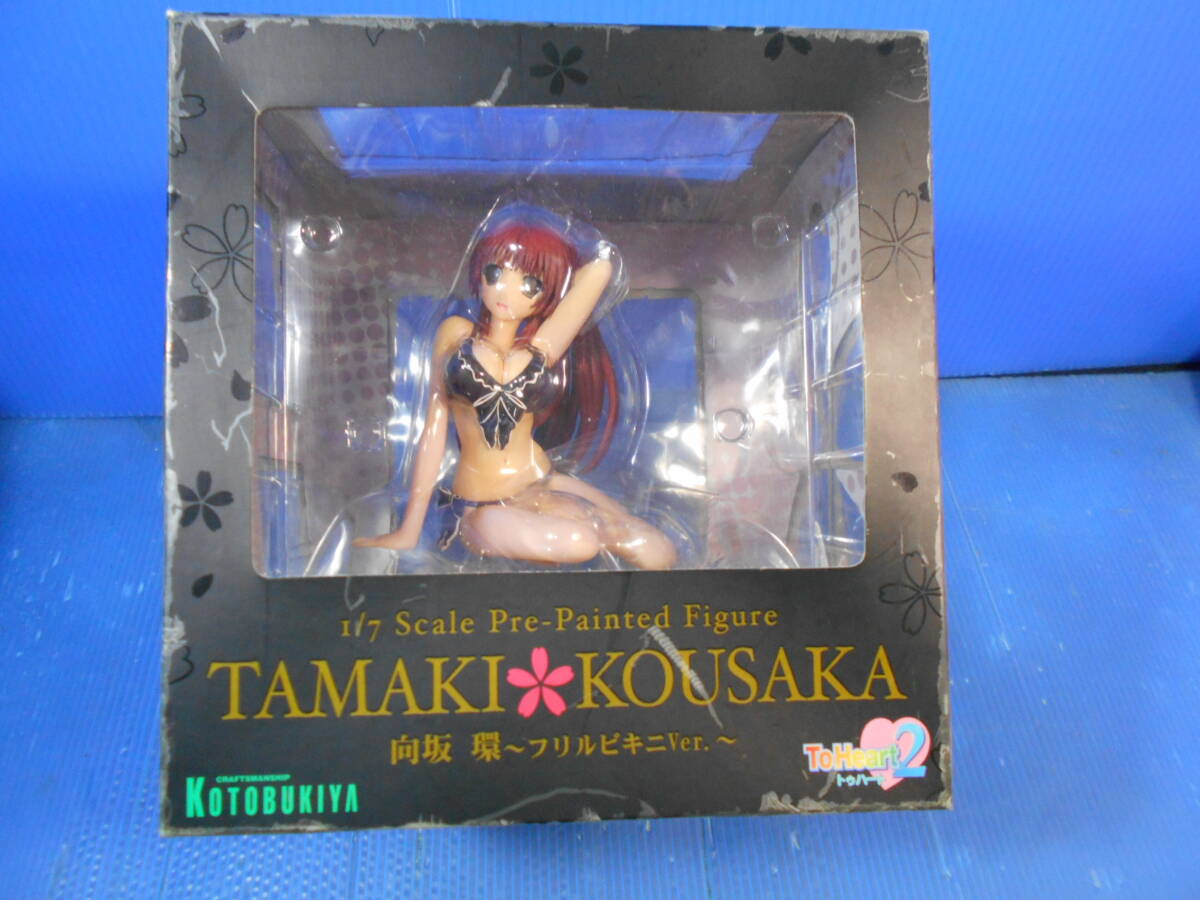 1/7 Scale Pre-Painted Figure
TAMAKI KOUSAKA
向坂 環～フリルビキニVer.～
ToHeart2
トゥハート
CRAFTSMANSHIP
KOTOBUKIYA